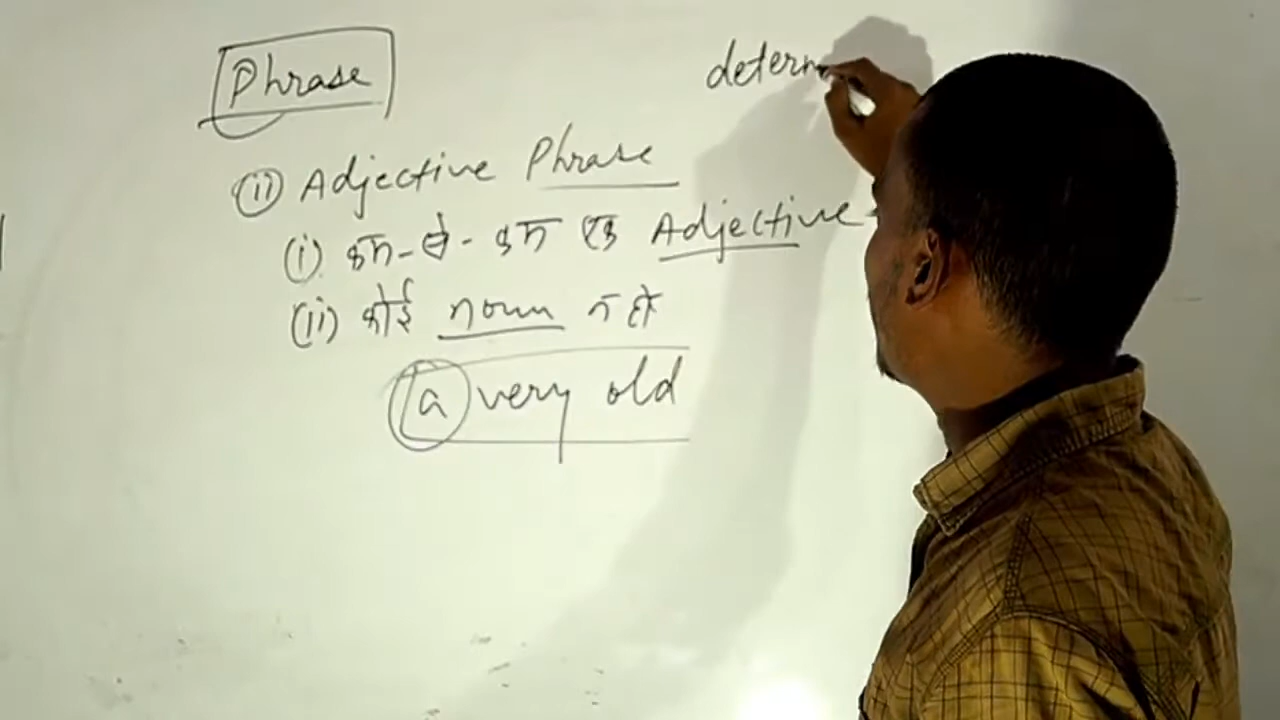 Phrase
determ
(ii) Adjective Phrase
(i) कम-से-कम एक Adjective
(ii) कोई noun न हो
a very old